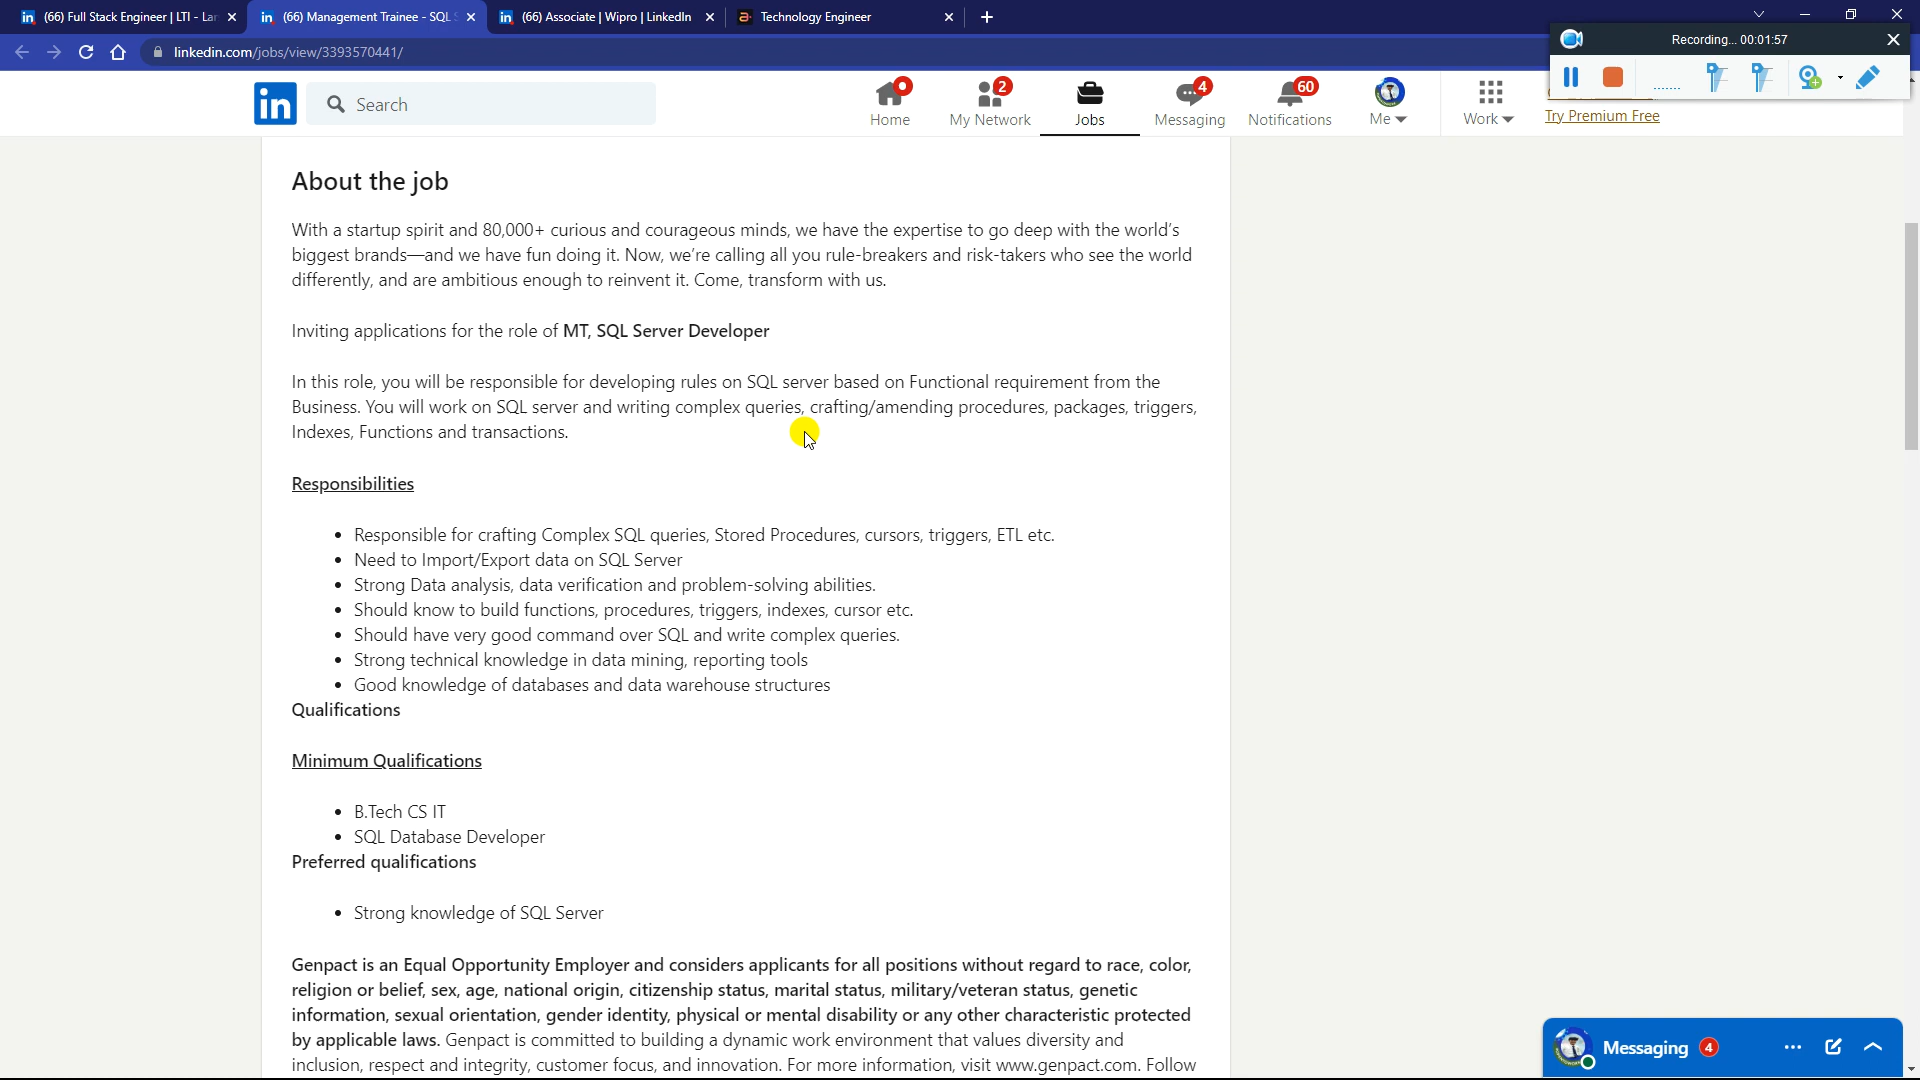 (66) Full Stack Engineer | LTI - Lar
(66) Management Trainee - SQL S
(66) Associate | Wipro | LinkedIn
Technology Engineer
linkedin.com/jobs/view/3393570441/
Recording... 00:01:57
in
Search
2
4
60
Home
My Network
Jobs
Messaging
Notifications
Me
Work
Try Premium Free
About the job
With a startup spirit and 80,000+ curious and courageous minds, we have the expertise to go deep with the world’s
biggest brands—and we have fun doing it. Now, we’re calling all you rule-breakers and risk-takers who see the world
differently, and are ambitious enough to reinvent it. Come, transform with us.
Inviting applications for the role of MT, SQL Server Developer
In this role, you will be responsible for developing rules on SQL server based on Functional requirement from the
Business. You will work on SQL server and writing complex queries, crafting/amending procedures, packages, triggers,
Indexes, Functions and transactions.
Responsibilities
• Responsible for crafting Complex SQL queries, Stored Procedures, cursors, triggers, ETL etc.
• Need to Import/Export data on SQL Server
• Strong Data analysis, data verification and problem-solving abilities.
• Should know to build functions, procedures, triggers, indexes, cursor etc.
• Should have very good command over SQL and write complex queries.
• Strong technical knowledge in data mining, reporting tools
• Good knowledge of databases and data warehouse structures
Qualifications
Minimum Qualifications
• B.Tech CS IT
• SQL Database Developer
Preferred qualifications
• Strong knowledge of SQL Server
Genpact is an Equal Opportunity Employer and considers applicants for all positions without regard to race, color,
religion or belief, sex, age, national origin, citizenship status, marital status, military/veteran status, genetic
information, sexual orientation, gender identity, physical or mental disability or any other characteristic protected
by applicable laws. Genpact is committed to building a dynamic work environment that values diversity and
inclusion, respect and integrity, customer focus, and innovation. For more information, visit www.genpact.com. Follow
Messaging 4